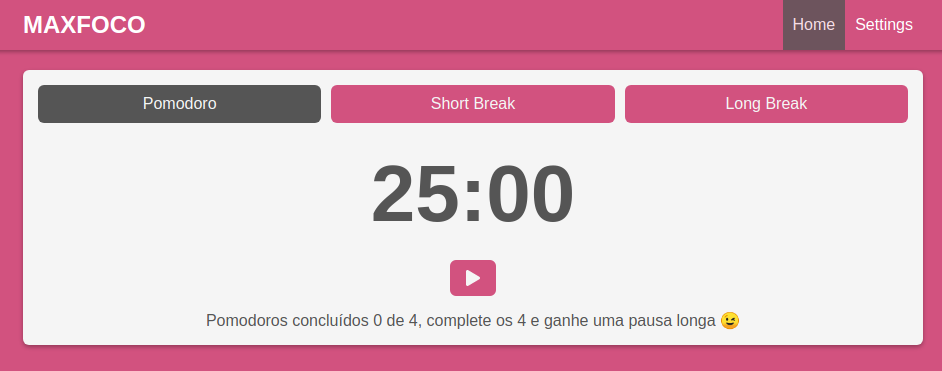 MAXFOCO
Home Settings
Pomodoro Short Break Long Break
25:00
Pomodoros concluídos 0 de 4, complete os 4 e ganhe uma pausa longa 😉